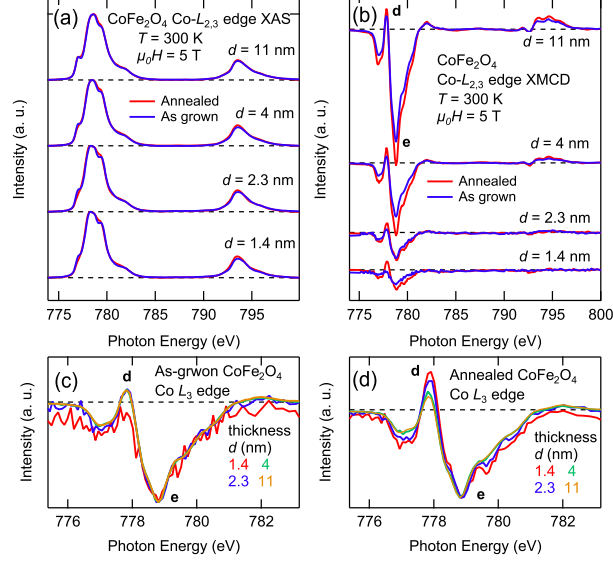 (a)
CoFe2O4 Co-L2,3 edge XAS
T = 300 K
μ0H = 5 T
d = 11 nm
Annealed
As grown
d = 4 nm
d = 2.3 nm
d = 1.4 nm
Intensity (a. u.)
775 780 785 790 795
Photon Energy (eV)
(b)
d
d = 11 nm
CoFe2O4
Co-L2,3 edge XMCD
T = 300 K
μ0H = 5 T
e
d = 4 nm
Annealed
As grown
d = 2.3 nm
d = 1.4 nm
Intensity (a. u.)
775 780 785 790 795 800
Photon Energy (eV)
(c)
d
As-grwon CoFe2O4
Co L3 edge
thickness
d (nm)
1.4 4
2.3 11
e
Intensity (a. u.)
776 778 780 782
Photon Energy (eV)
(d)
d
Annealed CoFe2O4
Co L3 edge
thickness
d (nm)
1.4 4
2.3 11
e
Intensity (a. u.)
776 778 780 782
Photon Energy (eV)